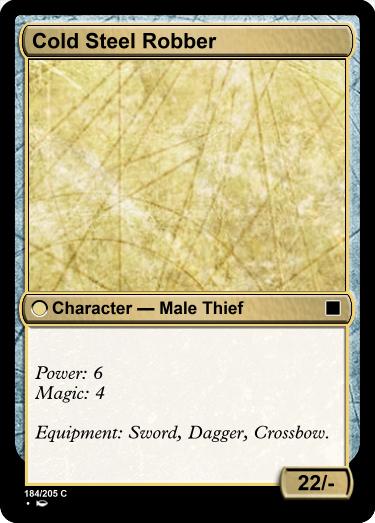 Cold Steel Robber
Character — Male Thief
Power: 6
Magic: 4
Equipment: Sword, Dagger, Crossbow.
22/-
184/205 C